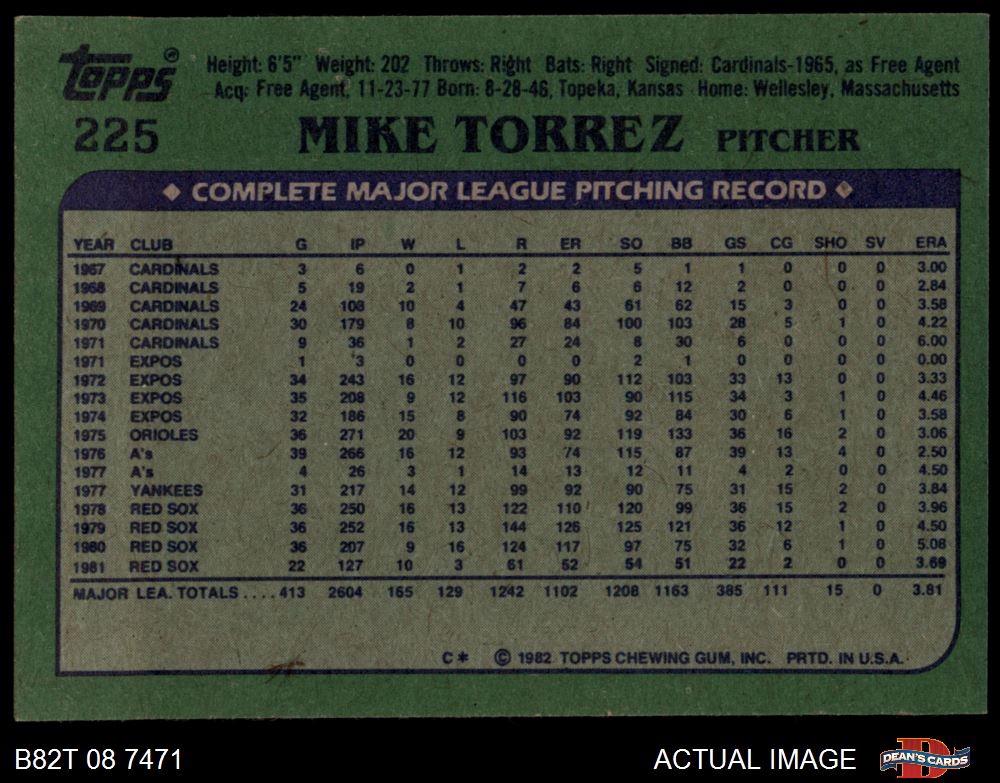 Topps®
Height: 6'5" Weight: 202 Throws: Right Bats: Right Signed: Cardinals-1965, as Free Agent
Acq: Free Agent, 11-23-77 Born: 8-28-46, Topeka, Kansas Home: Wellesley, Massachusetts
225 MIKE TORREZ PITCHER
◆ COMPLETE MAJOR LEAGUE PITCHING RECORD ◆
YEAR CLUB G IP W L R ER SO BB GS CG SHO SV ERA
1967 CARDINALS 3 6 0 1 2 2 5 1 1 0 0 0 3.00
1968 CARDINALS 5 19 2 1 7 6 6 12 2 0 0 0 2.84
1969 CARDINALS 24 108 10 4 47 43 61 62 15 3 0 0 3.58
1970 CARDINALS 30 179 8 10 96 84 100 103 28 5 1 0 4.22
1971 CARDINALS 9 36 1 2 27 24 8 30 6 0 0 0 6.00
1971 EXPOS 1 3 0 0 0 0 2 1 0 0 0 0 0.00
1972 EXPOS 34 243 16 12 97 90 112 103 33 13 0 0 3.33
1973 EXPOS 35 208 9 12 116 103 90 115 34 3 1 0 4.46
1974 EXPOS 32 186 15 8 90 74 92 84 30 6 1 0 3.58
1975 ORIOLES 36 271 20 9 103 92 119 133 36 16 2 0 3.06
1976 A's 39 266 16 12 93 74 115 87 39 13 4 0 2.50
1977 A's 4 26 3 1 14 13 12 11 4 2 0 0 4.50
1977 YANKEES 31 217 14 12 99 92 90 75 31 15 2 0 3.84
1978 RED SOX 36 250 16 13 122 110 120 99 36 15 2 0 3.96
1979 RED SOX 36 252 16 13 144 126 125 121 36 12 1 0 4.50
1980 RED SOX 36 207 9 16 124 117 97 75 32 6 1 0 5.08
1981 RED SOX 22 127 10 3 61 52 54 51 22 2 0 0 3.69
MAJOR LEA. TOTALS .... 413 2604 165 129 1242 1102 1208 1163 385 111 15 0 3.81
C* © 1982 TOPPS CHEWING GUM, INC. PRTD. IN U.S.A.
B82T 08 7471 ACTUAL IMAGE DEAN'S CARDS